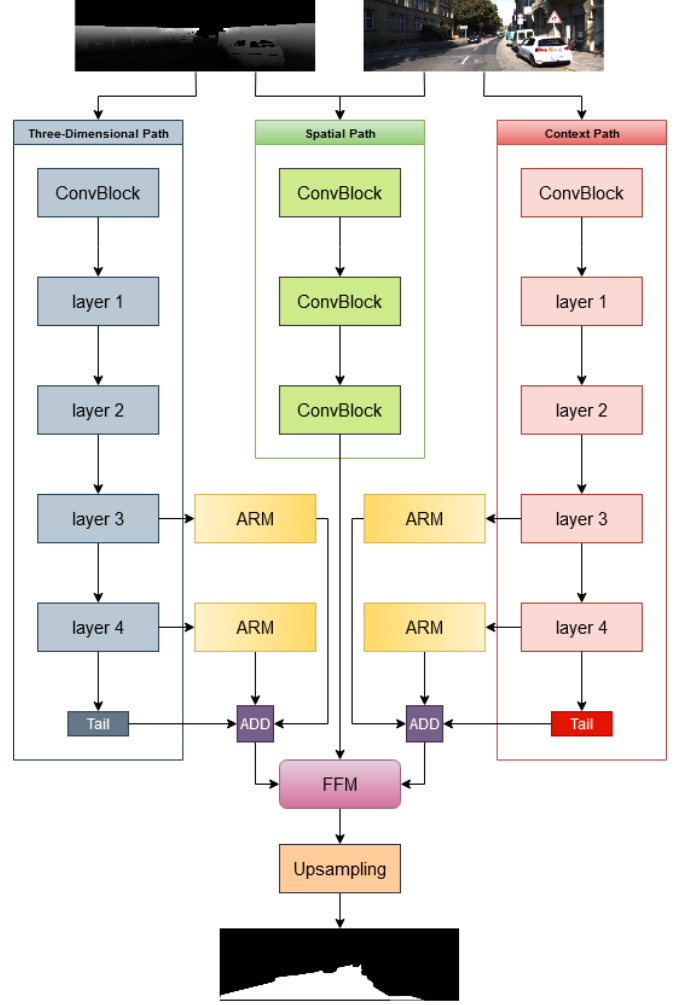 Three-Dimensional Path
Spatial Path
Context Path
ConvBlock
ConvBlock
ConvBlock
layer 1
ConvBlock
layer 1
layer 2
ConvBlock
layer 2
layer 3
ARM
ARM
layer 3
layer 4
ARM
ARM
layer 4
Tail
ADD
ADD
Tail
FFM
Upsampling